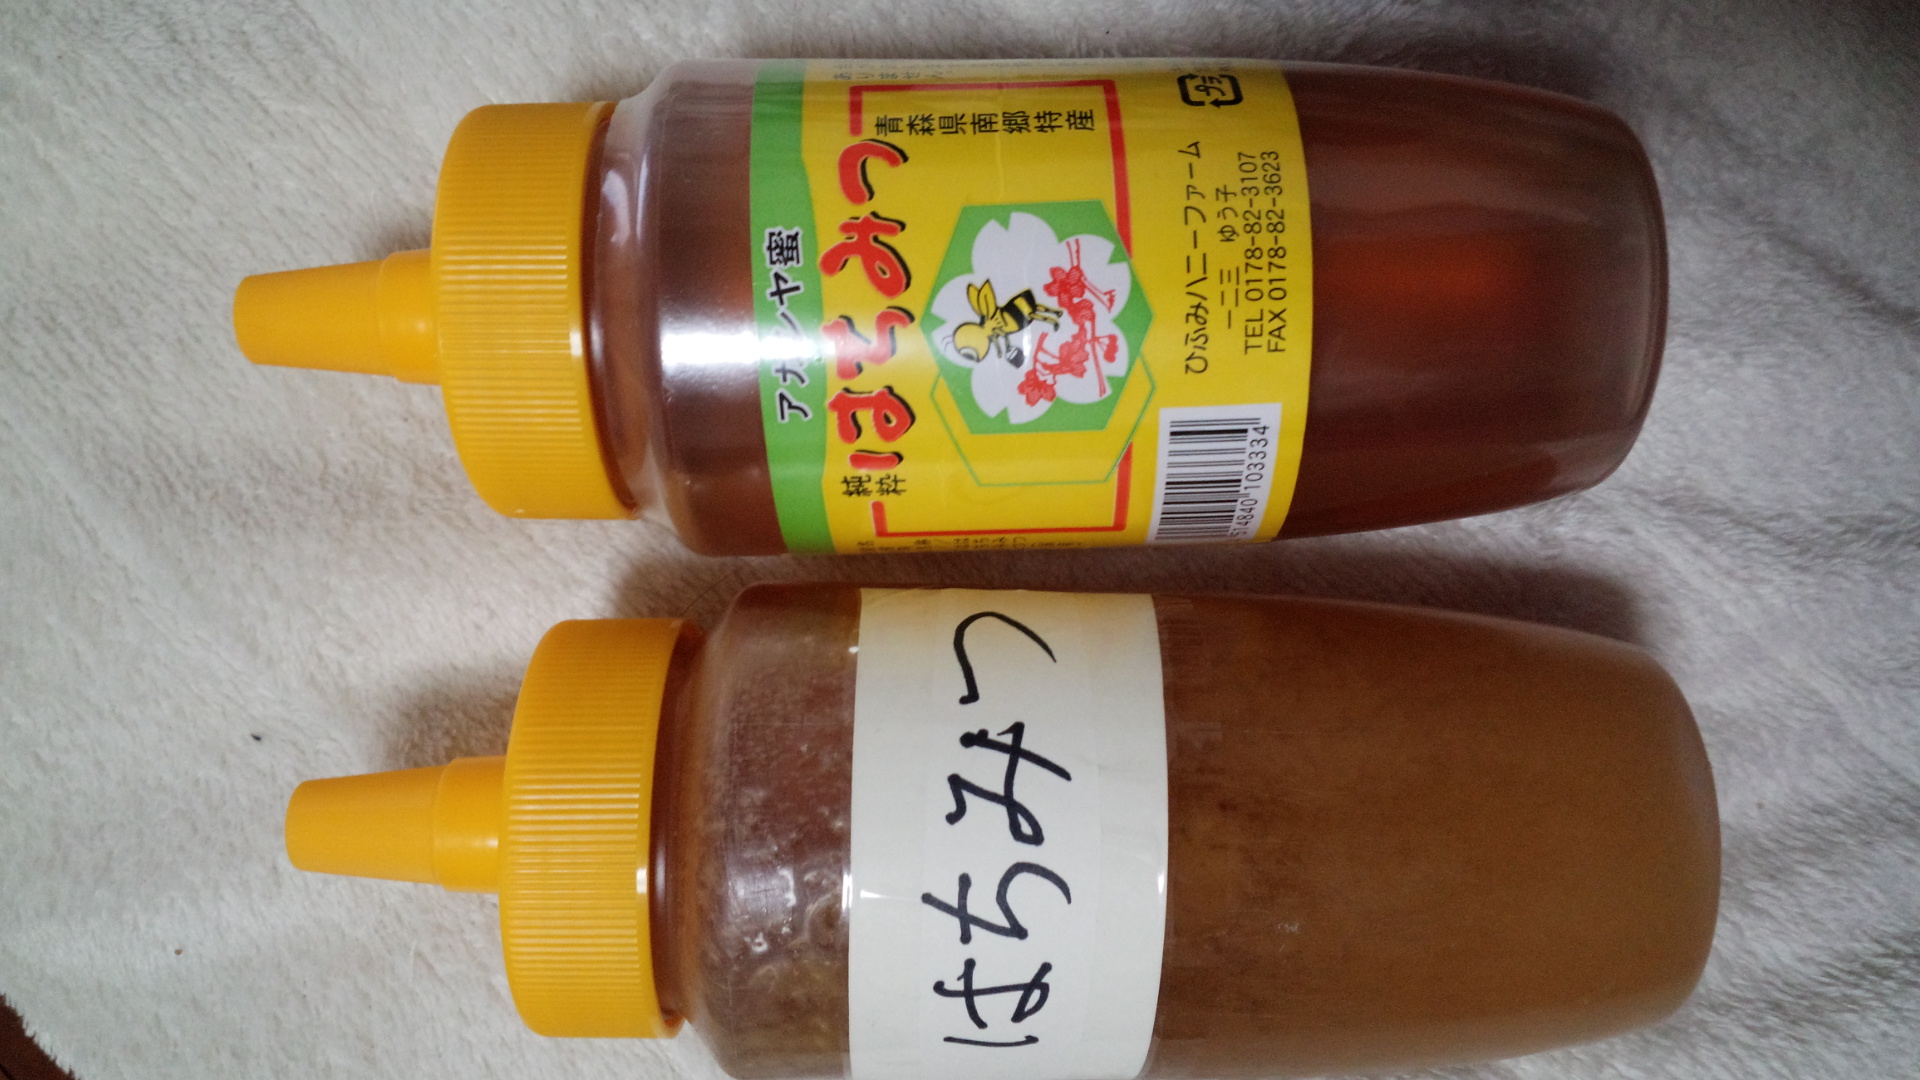 アカシヤ蜜
純粋
はちみつ
青森県南郷特産
ひふみハニーファーム
一二三 ゆう子
TEL 0178-82-3107
FAX 0178-82-3623
プラ
はちみつ